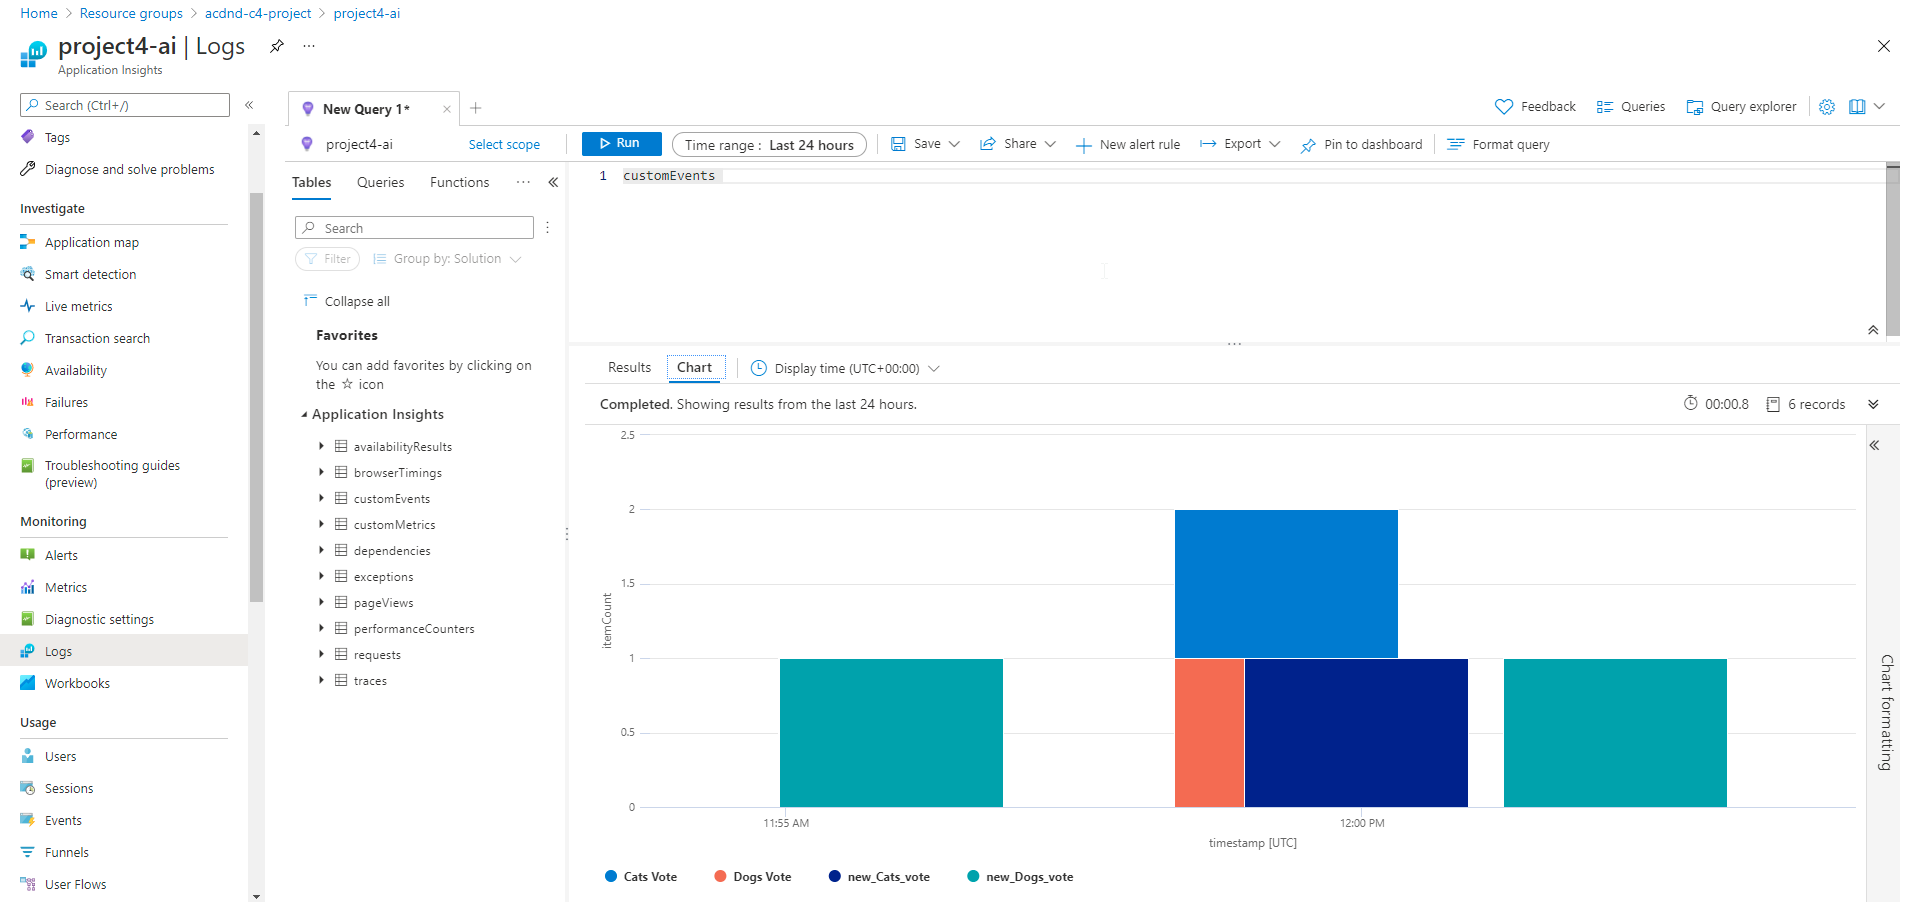 Home > Resource groups > acdnd-c4-project > project4-ai
project4-ai | Logs
Application Insights
Search (Ctrl+/)
Tags
Diagnose and solve problems
Investigate
Application map
Smart detection
Live metrics
Transaction search
Availability
Failures
Performance
Troubleshooting guides
(preview)
Monitoring
Alerts
Metrics
Diagnostic settings
Logs
Workbooks
Usage
Users
Sessions
Events
Funnels
User Flows
New Query 1*
Feedback
Queries
Query explorer
project4-ai
Select scope
Run
Time range : Last 24 hours
Save
Share
New alert rule
Export
Pin to dashboard
Format query
Tables
Queries
Functions
Search
Filter
Group by: Solution
Collapse all
Favorites
You can add favorites by clicking on
the ☆ icon
Application Insights
availabilityResults
browserTimings
customEvents
customMetrics
dependencies
exceptions
pageViews
performanceCounters
requests
traces
1 customEvents
Results
Chart
Display time (UTC+00:00)
Completed. Showing results from the last 24 hours.
00:00.8
6 records
2.5
2
1.5
1
0.5
0
itemCount
11:55 AM
12:00 PM
timestamp [UTC]
Cats Vote
Dogs Vote
new_Cats_vote
new_Dogs_vote
Chart formatting